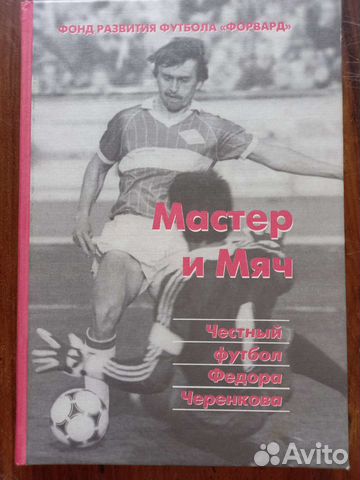 ФОНД РАЗВИТИЯ ФУТБОЛА «ФОРВАРД»
Мастер
и Мяч
Честный
футбол
Федора
Черенкова
Avito